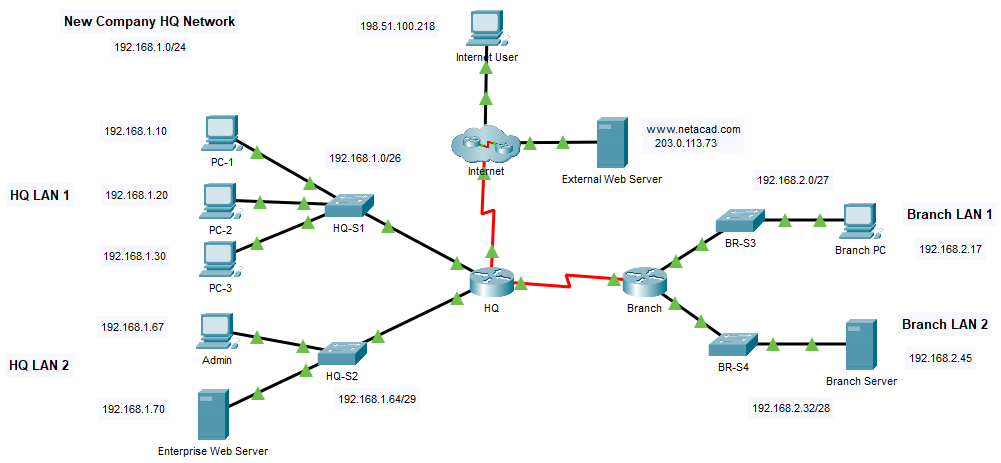 New Company HQ Network
192.168.1.0/24
198.51.100.218
Internet User
www.netacad.com
203.0.113.73
External Web Server
Internet
192.168.1.10
PC-1
192.168.1.0/26
HQ LAN 1
192.168.1.20
PC-2
HQ-S1
192.168.1.30
PC-3
192.168.2.0/27
Branch LAN 1
BR-S3
Branch PC
192.168.2.17
HQ
Branch
192.168.1.67
Admin
HQ LAN 2
HQ-S2
192.168.1.64/29
192.168.1.70
Enterprise Web Server
Branch LAN 2
192.168.2.45
BR-S4
Branch Server
192.168.2.32/28